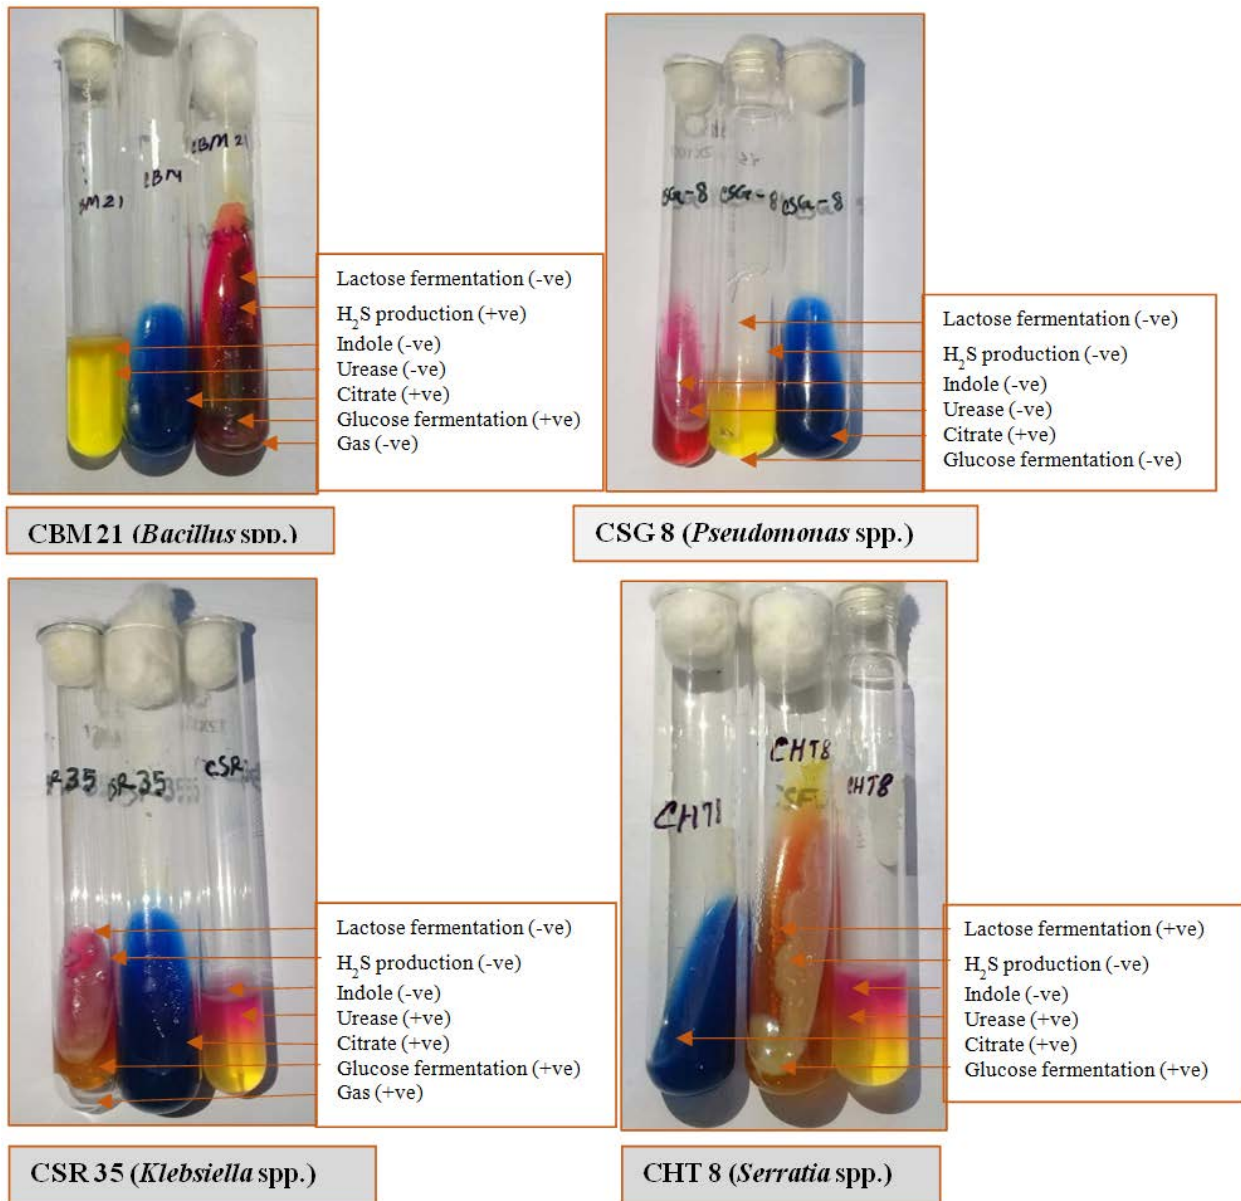 BM 21
CBM
CBM 21
Lactose fermentation (-ve)
H₂S production (+ve)
Indole (-ve)
Urease (-ve)
Citrate (+ve)
Glucose fermentation (+ve)
Gas (-ve)
CBM 21 (Bacillus spp.)
CSG-8
CSG-8
CSG-8
Lactose fermentation (-ve)
H₂S production (-ve)
Indole (-ve)
Urease (-ve)
Citrate (+ve)
Glucose fermentation (-ve)
CSG 8 (Pseudomonas spp.)
R 35
SR 35
CSR
Lactose fermentation (-ve)
H₂S production (-ve)
Indole (-ve)
Urease (+ve)
Citrate (+ve)
Glucose fermentation (+ve)
Gas (+ve)
CSR 35 (Klebsiella spp.)
CHT8
CHT8
CHT8
Lactose fermentation (+ve)
H₂S production (-ve)
Indole (-ve)
Urease (+ve)
Citrate (+ve)
Glucose fermentation (+ve)
CHT 8 (Serratia spp.)